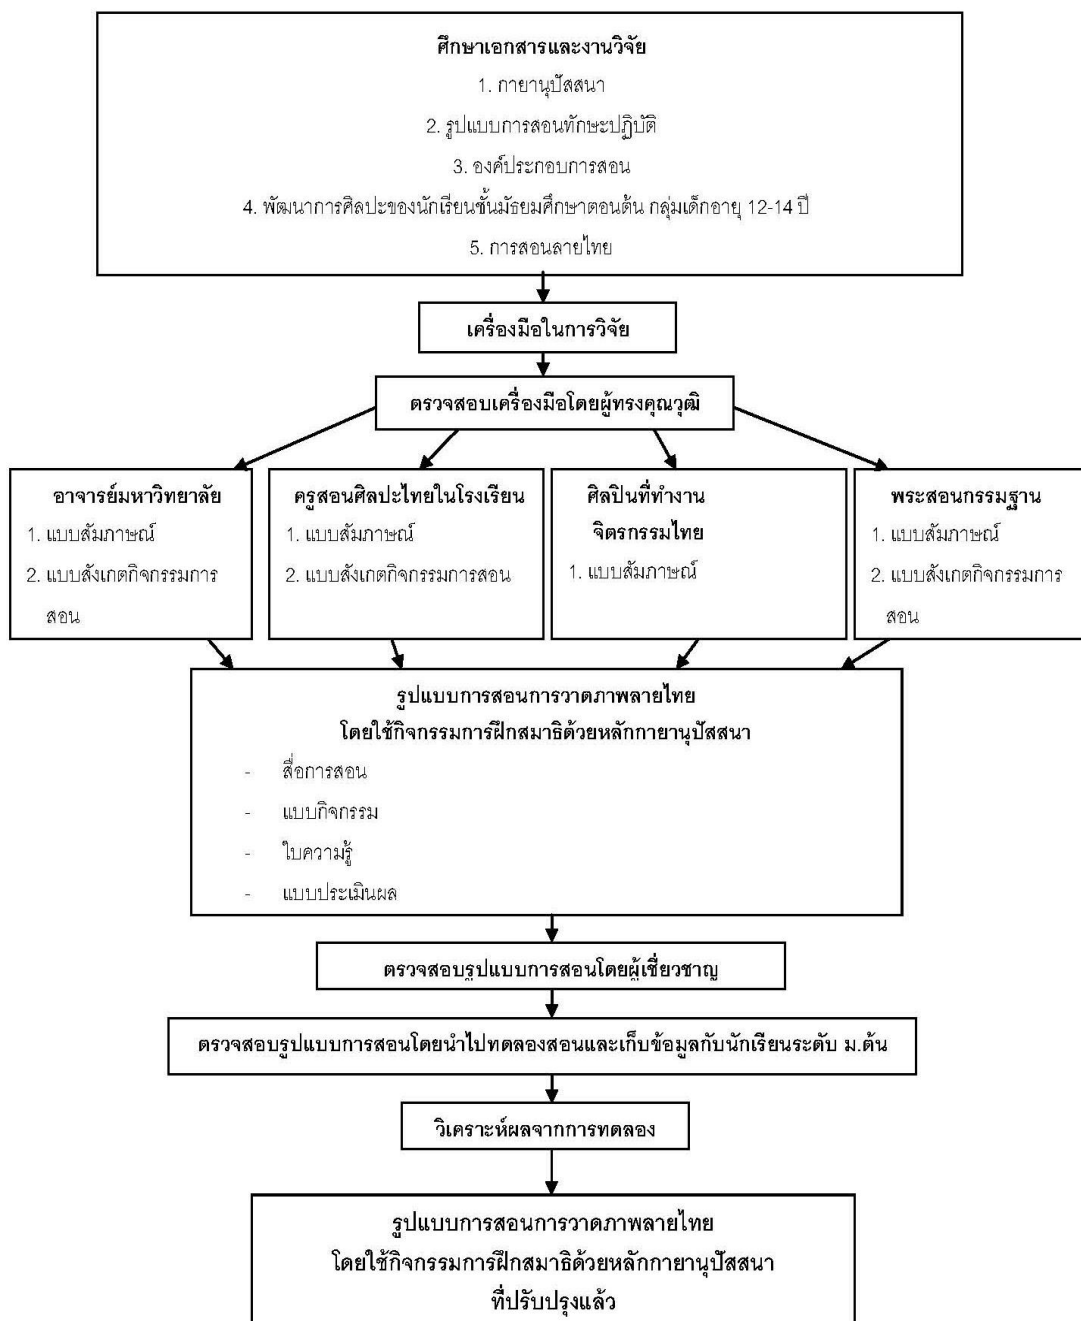 ศึกษาเอกสารและงานวิจัย
1. กายานุปัสสนา
2. รูปแบบการสอนทักษะปฏิบัติ
3. องค์ประกอบการสอน
4. พัฒนาการศิลปะของนักเรียนชั้นมัธยมศึกษาตอนต้น กลุ่มเด็กอายุ 12-14 ปี
5. การสอนลายไทย
เครื่องมือในการวิจัย
ตรวจสอบเครื่องมือโดยผู้ทรงคุณวุฒิ
อาจารย์มหาวิทยาลัย
1. แบบสัมภาษณ์
2. แบบสังเกตกิจกรรมการ
สอน
ครูสอนศิลปะไทยในโรงเรียน
1. แบบสัมภาษณ์
2. แบบสังเกตกิจกรรมการสอน
ศิลปินที่ทำงาน
จิตรกรรมไทย
1. แบบสัมภาษณ์
พระสอนกรรมฐาน
1. แบบสัมภาษณ์
2. แบบสังเกตกิจกรรมการ
สอน
รูปแบบการสอนการวาดภาพลายไทย
โดยใช้กิจกรรมการฝึกสมาธิด้วยหลักกายานุปัสสนา
- สื่อการสอน
- แบบกิจกรรม
- ใบความรู้
- แบบประเมินผล
ตรวจสอบรูปแบบการสอนโดยผู้เชี่ยวชาญ
ตรวจสอบรูปแบบการสอนโดยนำไปทดลองสอนและเก็บข้อมูลกับนักเรียนระดับ ม.ต้น
วิเคราะห์ผลจากการทดลอง
รูปแบบการสอนการวาดภาพลายไทย
โดยใช้กิจกรรมการฝึกสมาธิด้วยหลักกายานุปัสสนา
ที่ปรับปรุงแล้ว